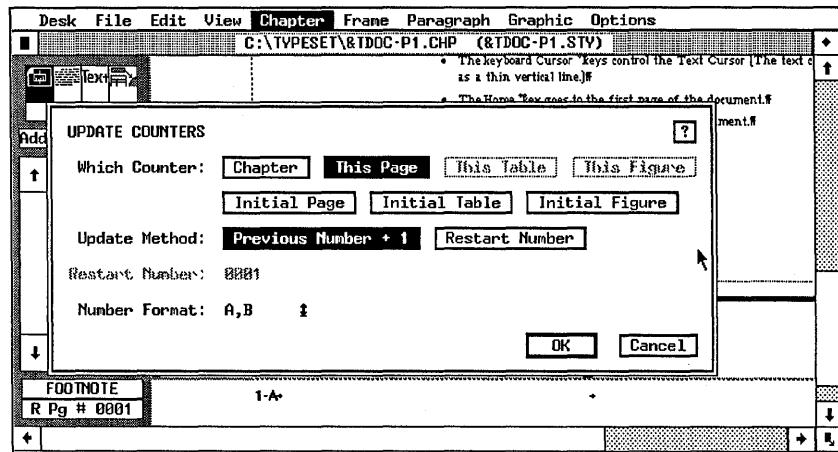 Desk File Edit View Chapter Frame Paragraph Graphic Options
C:\TYPESET\&TDOC-P1.CHP (&TDOC-P1.STY)
• The keyboard Cursor "keys control the Text Cursor [The text c
as a thin vertical line.]¶
Text
• The Home "key goes to the first page of the document.¶
ment.¶
Add
UPDATE COUNTERS ?
Which Counter: Chapter This Page This Table This Figure
Initial Page Initial Table Initial Figure
Update Method: Previous Number + 1 Restart Number
Restart Number: 0001
Number Format: A,B
OK Cancel
FOOTNOTE
R Pg # 0001
1-A